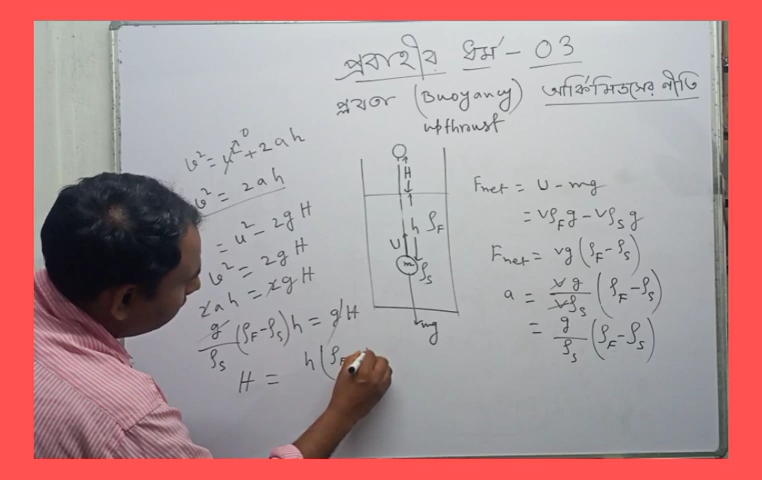 প্রবাহীর ধর্ম - 03
প্লবতা (Buoyancy) আর্কিমিডিসের নীতি
upthrust
v² = u² + 2ah
0
v² = 2ah
= u² - 2gH
v² = 2gH
2ah = 2gH
g/ρS (ρF - ρS) h = gH
H = h(ρF
H
h ρF
U
m ρS
mg
Fnet = U - mg
= vρFg - vρSg
Fnet = vg(ρF - ρS)
a = vg/vρS (ρF - ρS)
= g/ρS (ρF - ρS)